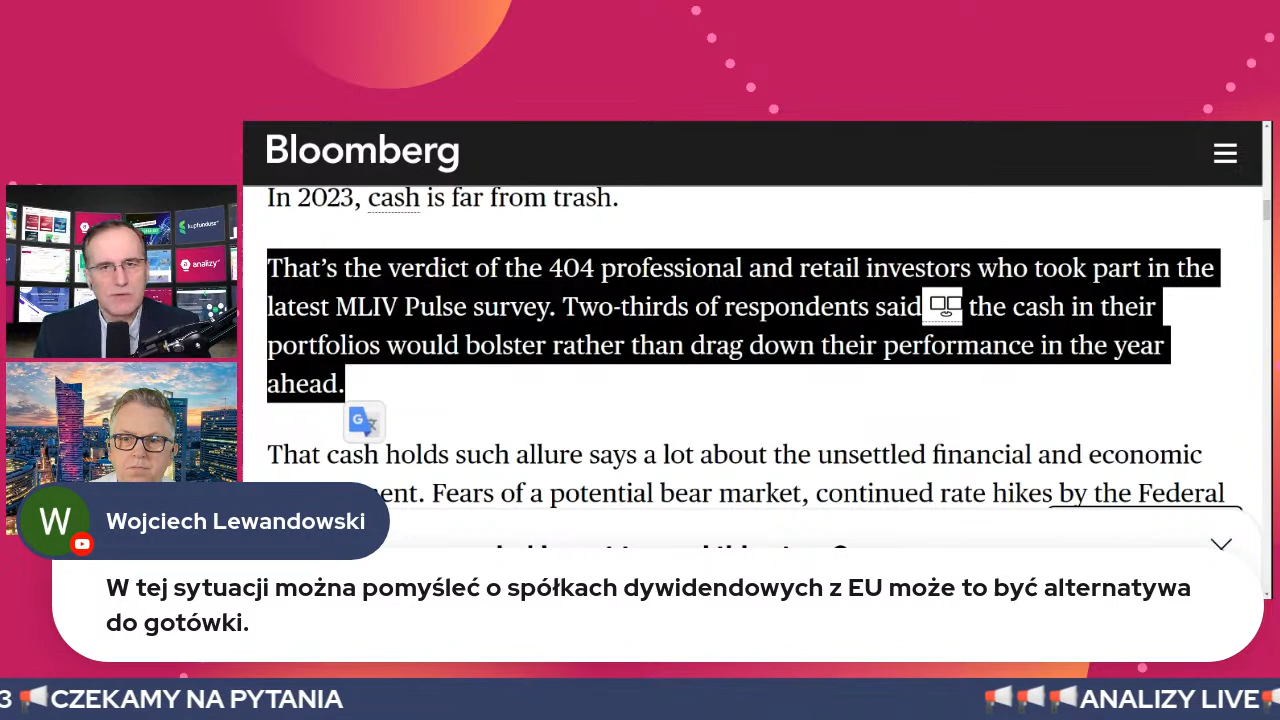 Bloomberg
In 2023, cash is far from trash.
That’s the verdict of the 404 professional and retail investors who took part in the
latest MLIV Pulse survey. Two-thirds of respondents said the cash in their
portfolios would bolster rather than drag down their performance in the year
ahead.
That cash holds such allure says a lot about the unsettled financial and economic
Fears of a potential bear market, continued rate hikes by the Federal
kupfundusz
analizy
W
Wojciech Lewandowski
W tej sytuacji można pomyśleć o spółkach dywidendowych z EU może to być alternatywa
do gotówki.
3 📢CZEKAMY NA PYTANIA
📢📢📢ANALIZY LIVE📢